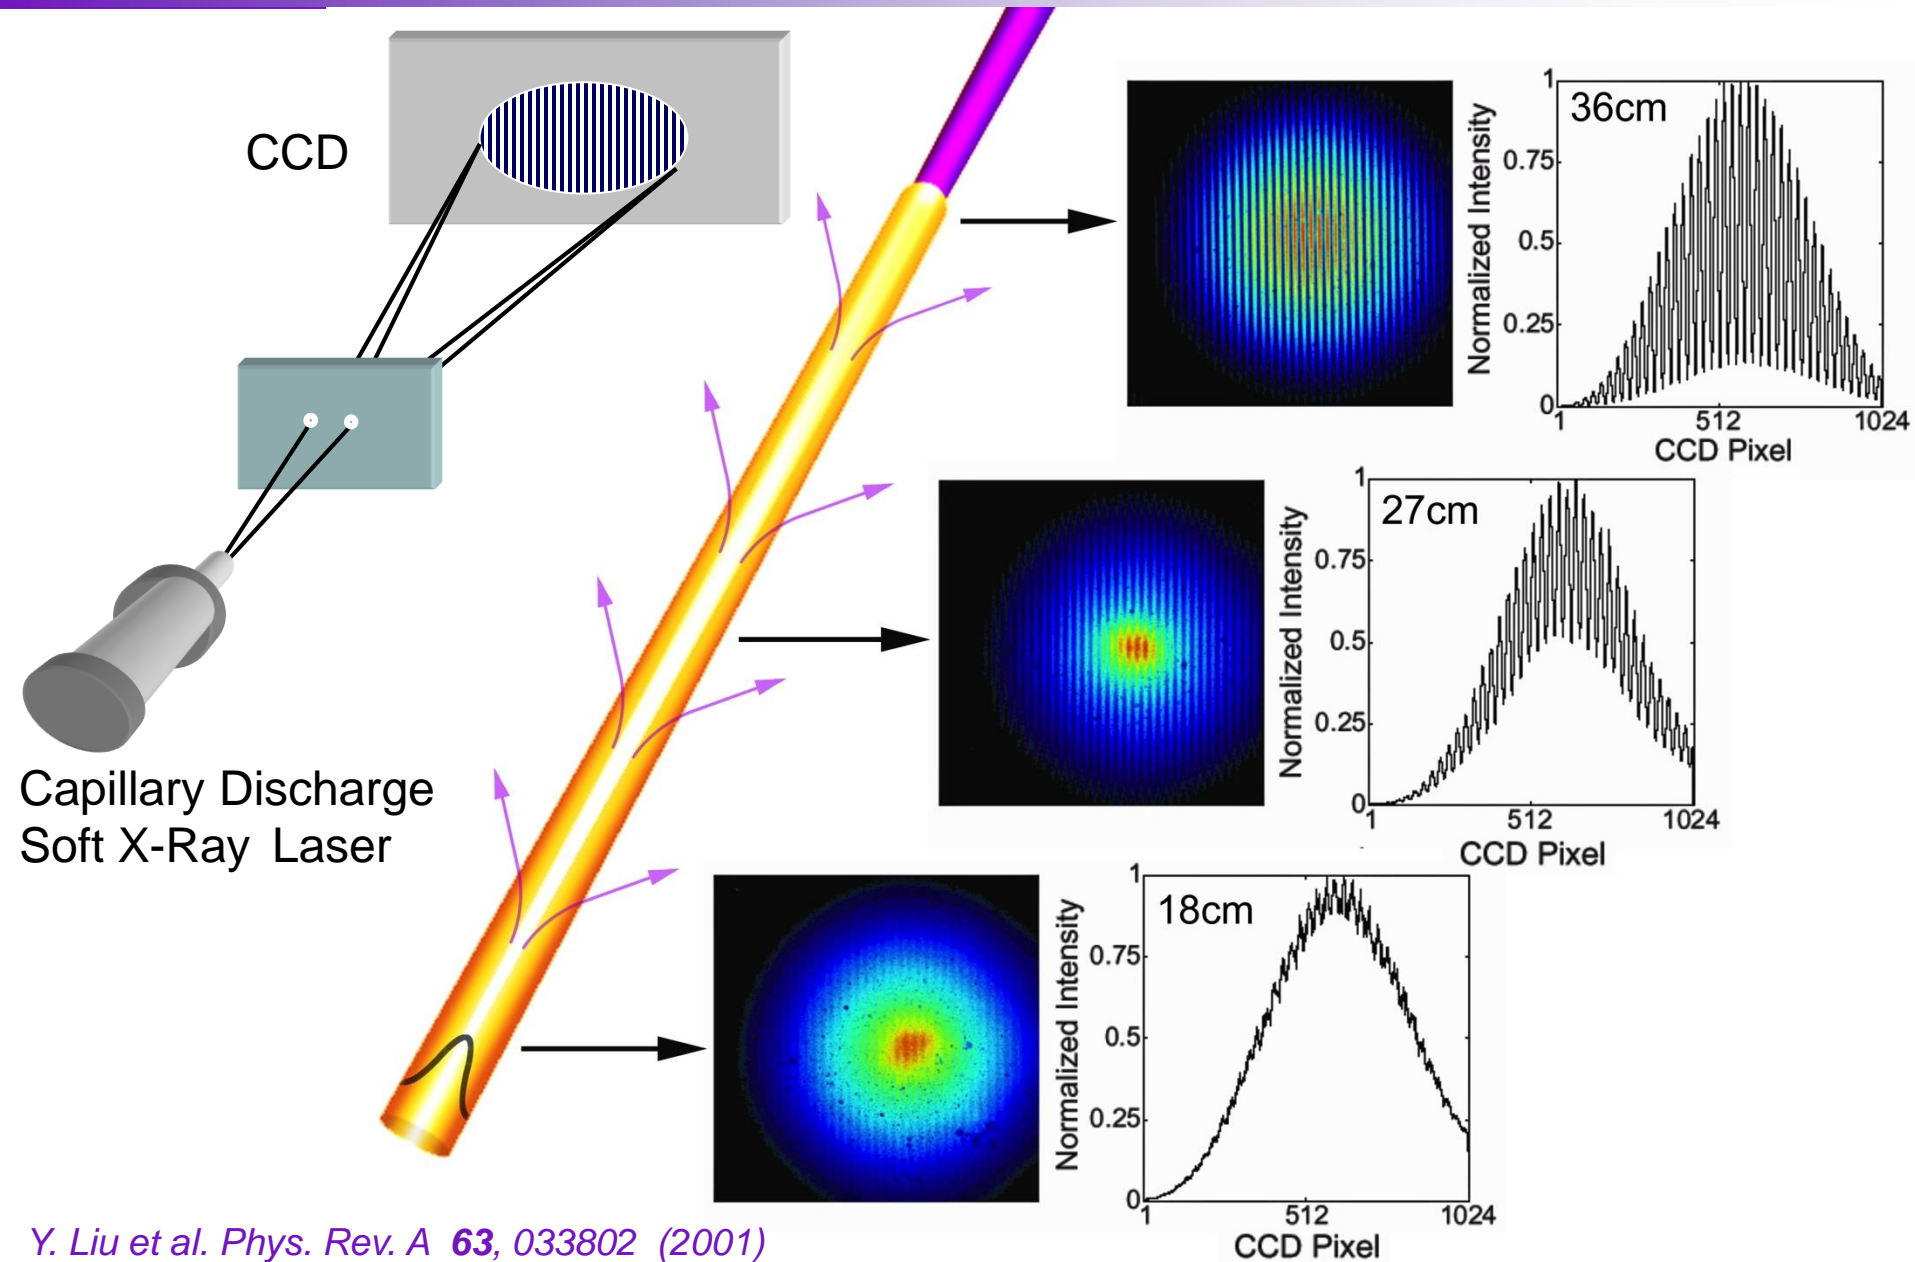 CCD
Capillary Discharge
Soft X-Ray Laser
36cm
Normalized Intensity
1
0.75
0.5
0.25
0
1 512 1024
CCD Pixel
27cm
Normalized Intensity
1
0.75
0.5
0.25
0
1 512 1024
CCD Pixel
18cm
Normalized Intensity
1
0.75
0.5
0.25
0
1 512 1024
CCD Pixel
Y. Liu et al. Phys. Rev. A 63, 033802 (2001)